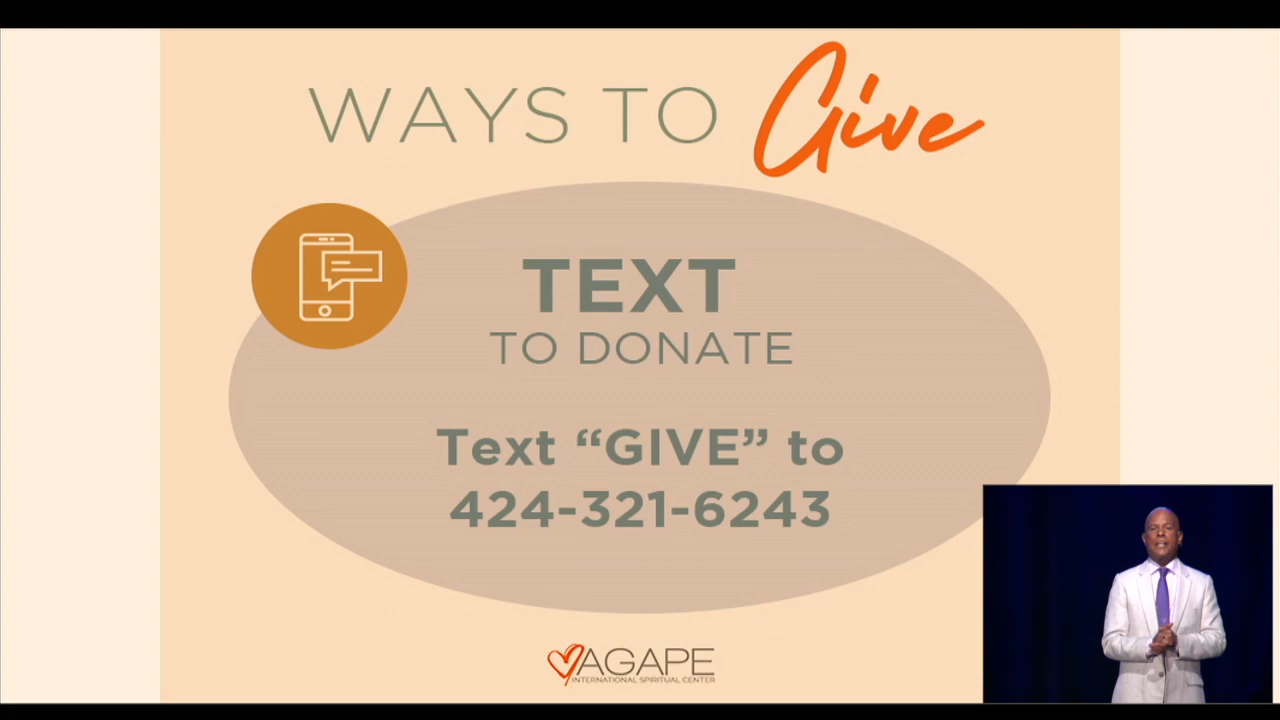 WAYS TO Give
TEXT
TO DONATE
Text “GIVE” to
424-321-6243
AGAPE
INTERNATIONAL SPIRITUAL CENTER